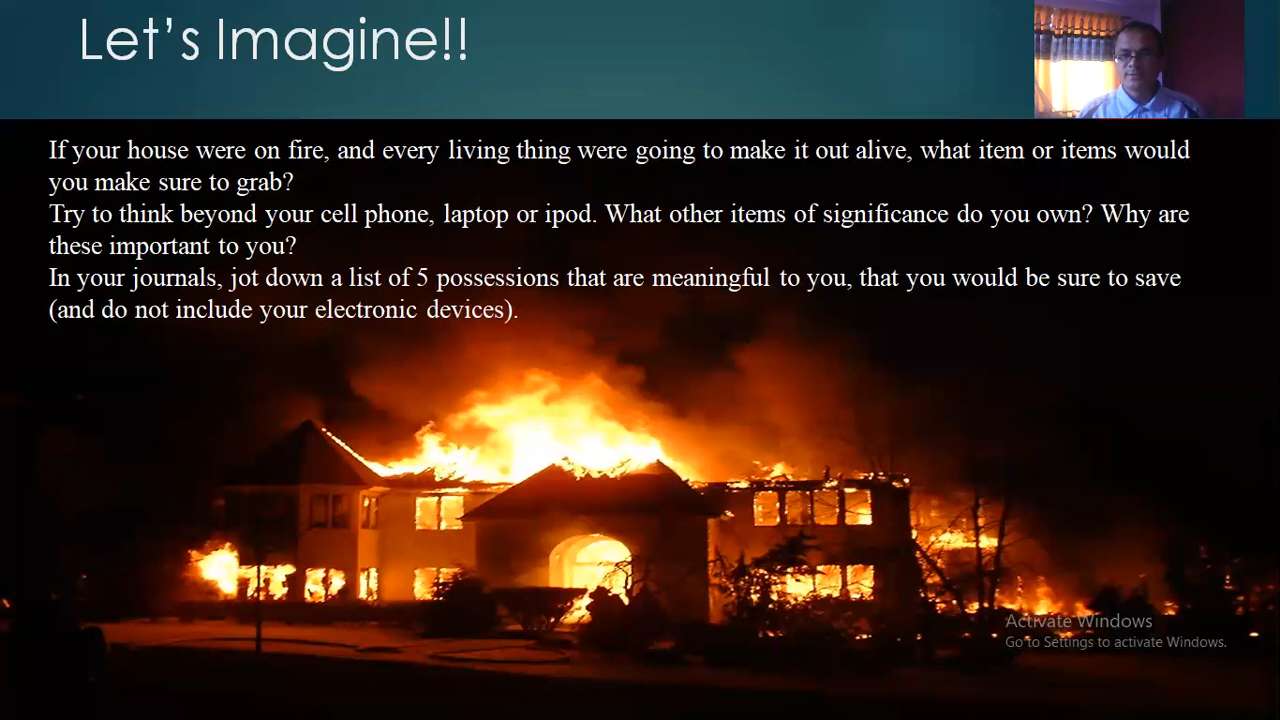 Let's Imagine!!
If your house were on fire, and every living thing were going to make it out alive, what item or items would
you make sure to grab?
Try to think beyond your cell phone, laptop or ipod. What other items of significance do you own? Why are
these important to you?
In your journals, jot down a list of 5 possessions that are meaningful to you, that you would be sure to save
(and do not include your electronic devices).
Activate Windows
Go to Settings to activate Windows.